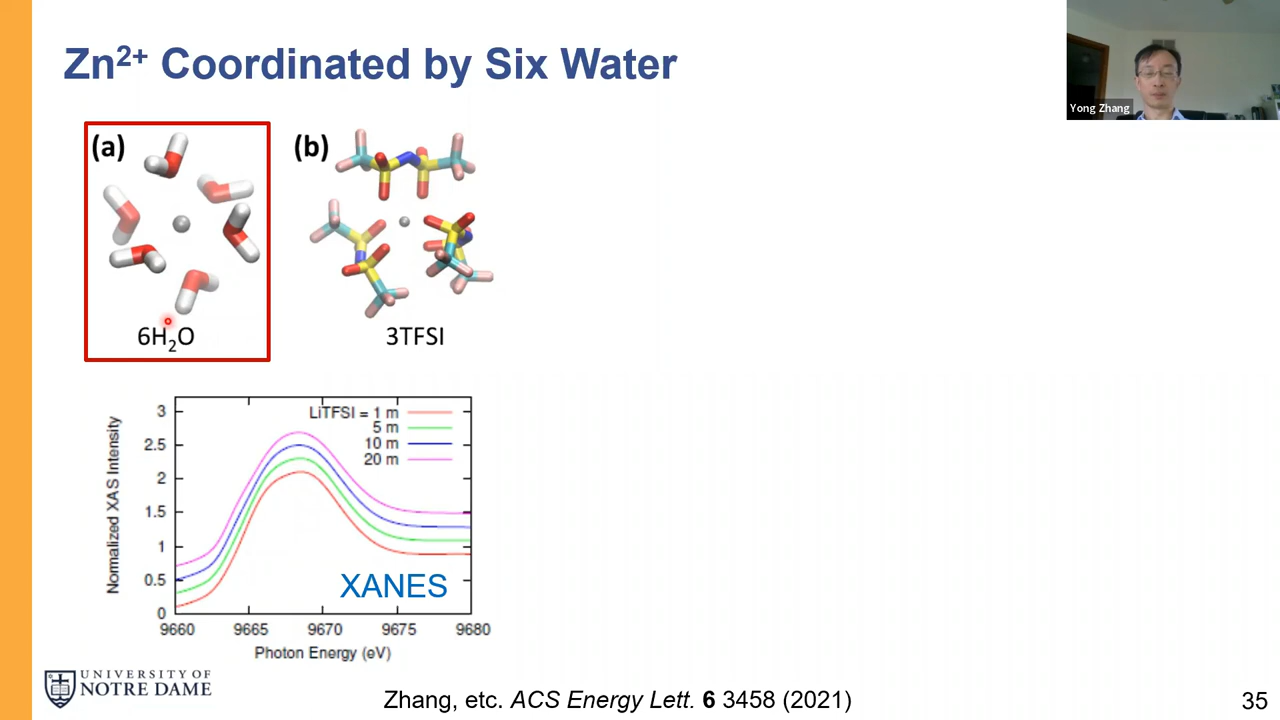 Zn²⁺ Coordinated by Six Water
Yong Zhang
(a)
(b)
6H₂O
3TFSI
LiTFSI = 1 m
5 m
10 m
20 m
3
2.5
2
1.5
1
0.5
0
Normalized XAS Intensity
XANES
9660 9665 9670 9675 9680
Photon Energy (eV)
UNIVERSITY OF
NOTRE DAME
Zhang, etc. ACS Energy Lett. 6 3458 (2021)
35